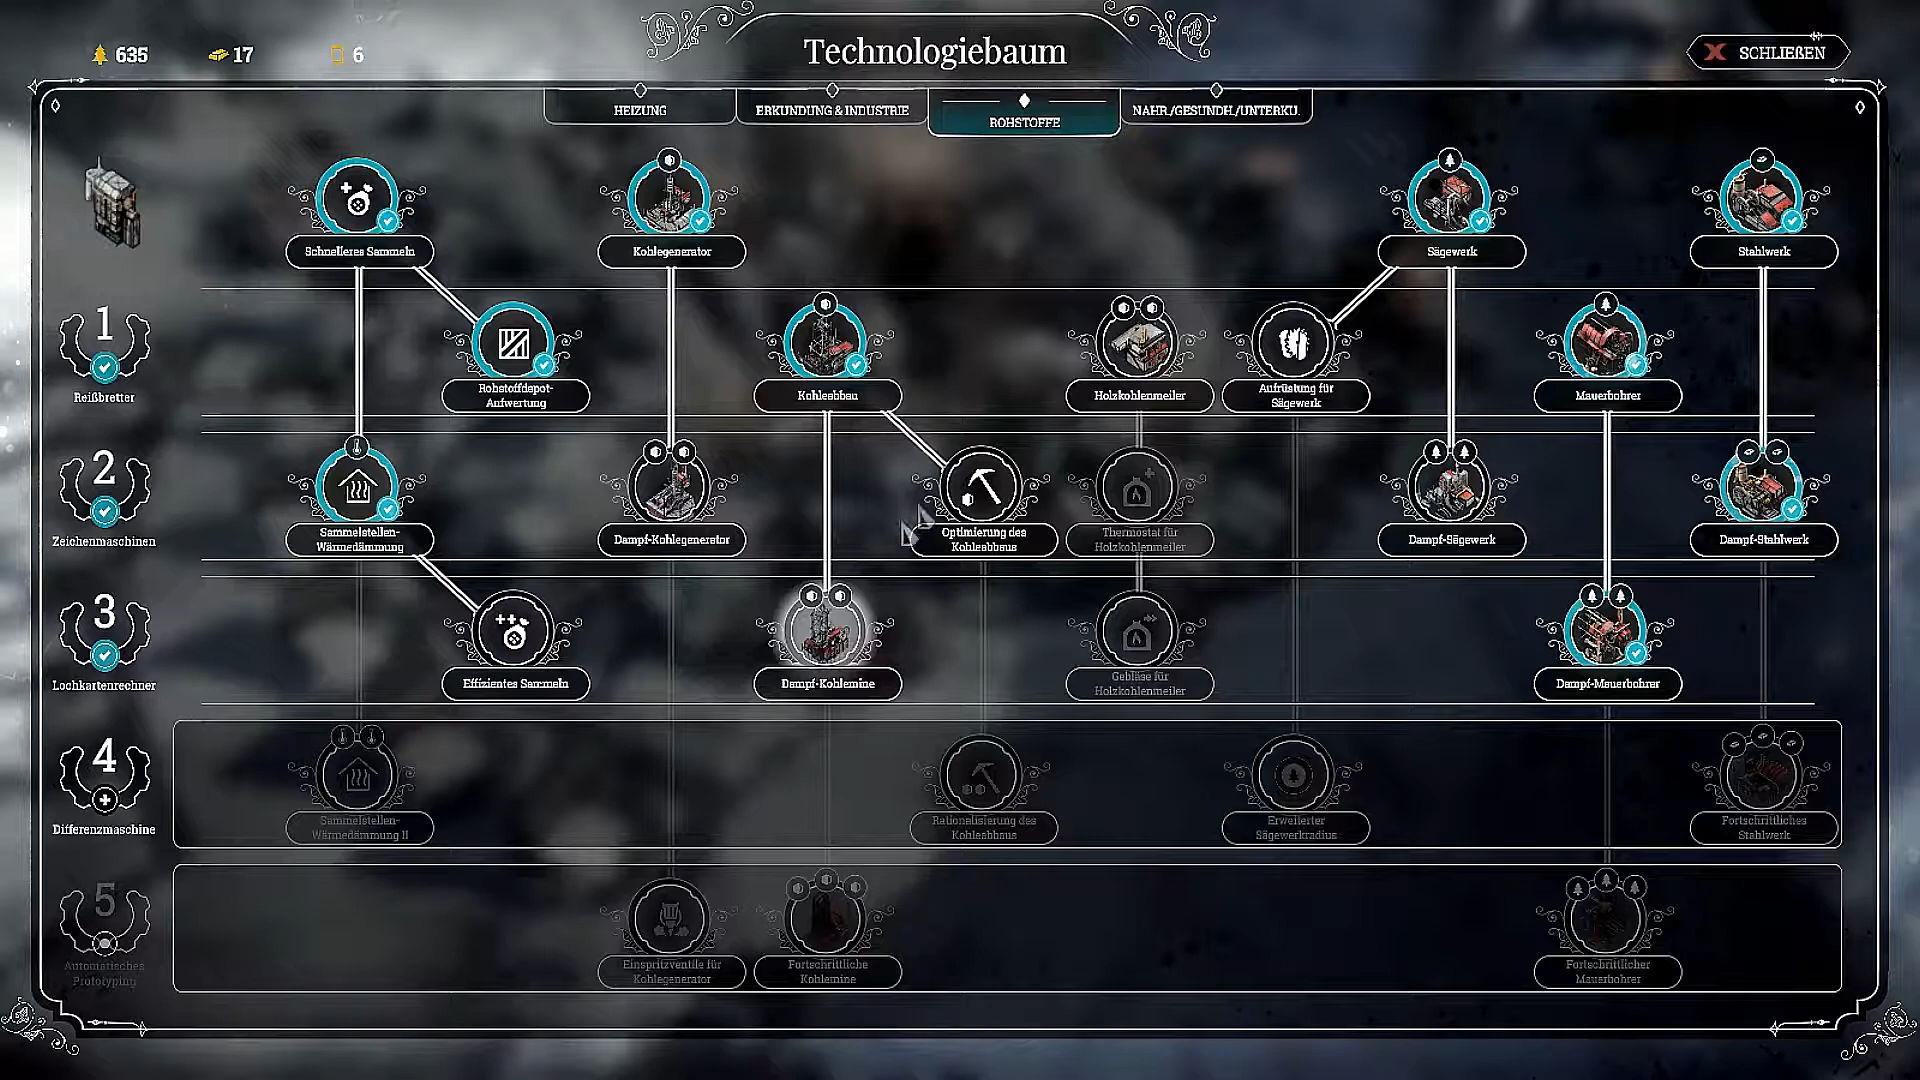 635
17
6
Technologiebaum
SCHLIEẞEN
HEIZUNG
ERKUNDUNG & INDUSTRIE
ROHSTOFFE
NAHR./GESUNDH./UNTERKU.
Schnelleres Sammeln
Kohlegenerator
Sägewerk
Stahlwerk
1
Reißbretter
Rohstoffdepot-
Aufwertung
Kohleabbau
Holzkohlenmeiler
Aufrüstung für
Sägewerk
Mauerbohrer
2
Zeichenmaschinen
Sammelstellen-
Wärmedämmung
Dampf-Kohlegenerator
Optimierung des
Kohleabbaus
Thermostat für
Holzkohlenmeiler
Dampf-Sägewerk
Dampf-Stahlwerk
3
Lochkartenrechner
Effizientes Sammeln
Dampf-Kohlemine
Gebläse für
Holzkohlenmeiler
Dampf-Mauerbohrer
4
Differenzmaschine
Sammelstellen-
Wärmedämmung II
Rationalisierung des
Kohleabbaus
Erweiterter
Sägewerkradius
Fortschrittliches
Stahlwerk
5
Automatisches
Prototyping
Einspritzventile für
Kohlegenerator
Fortschrittliche
Kohlemine
Fortschrittlicher
Mauerbohrer